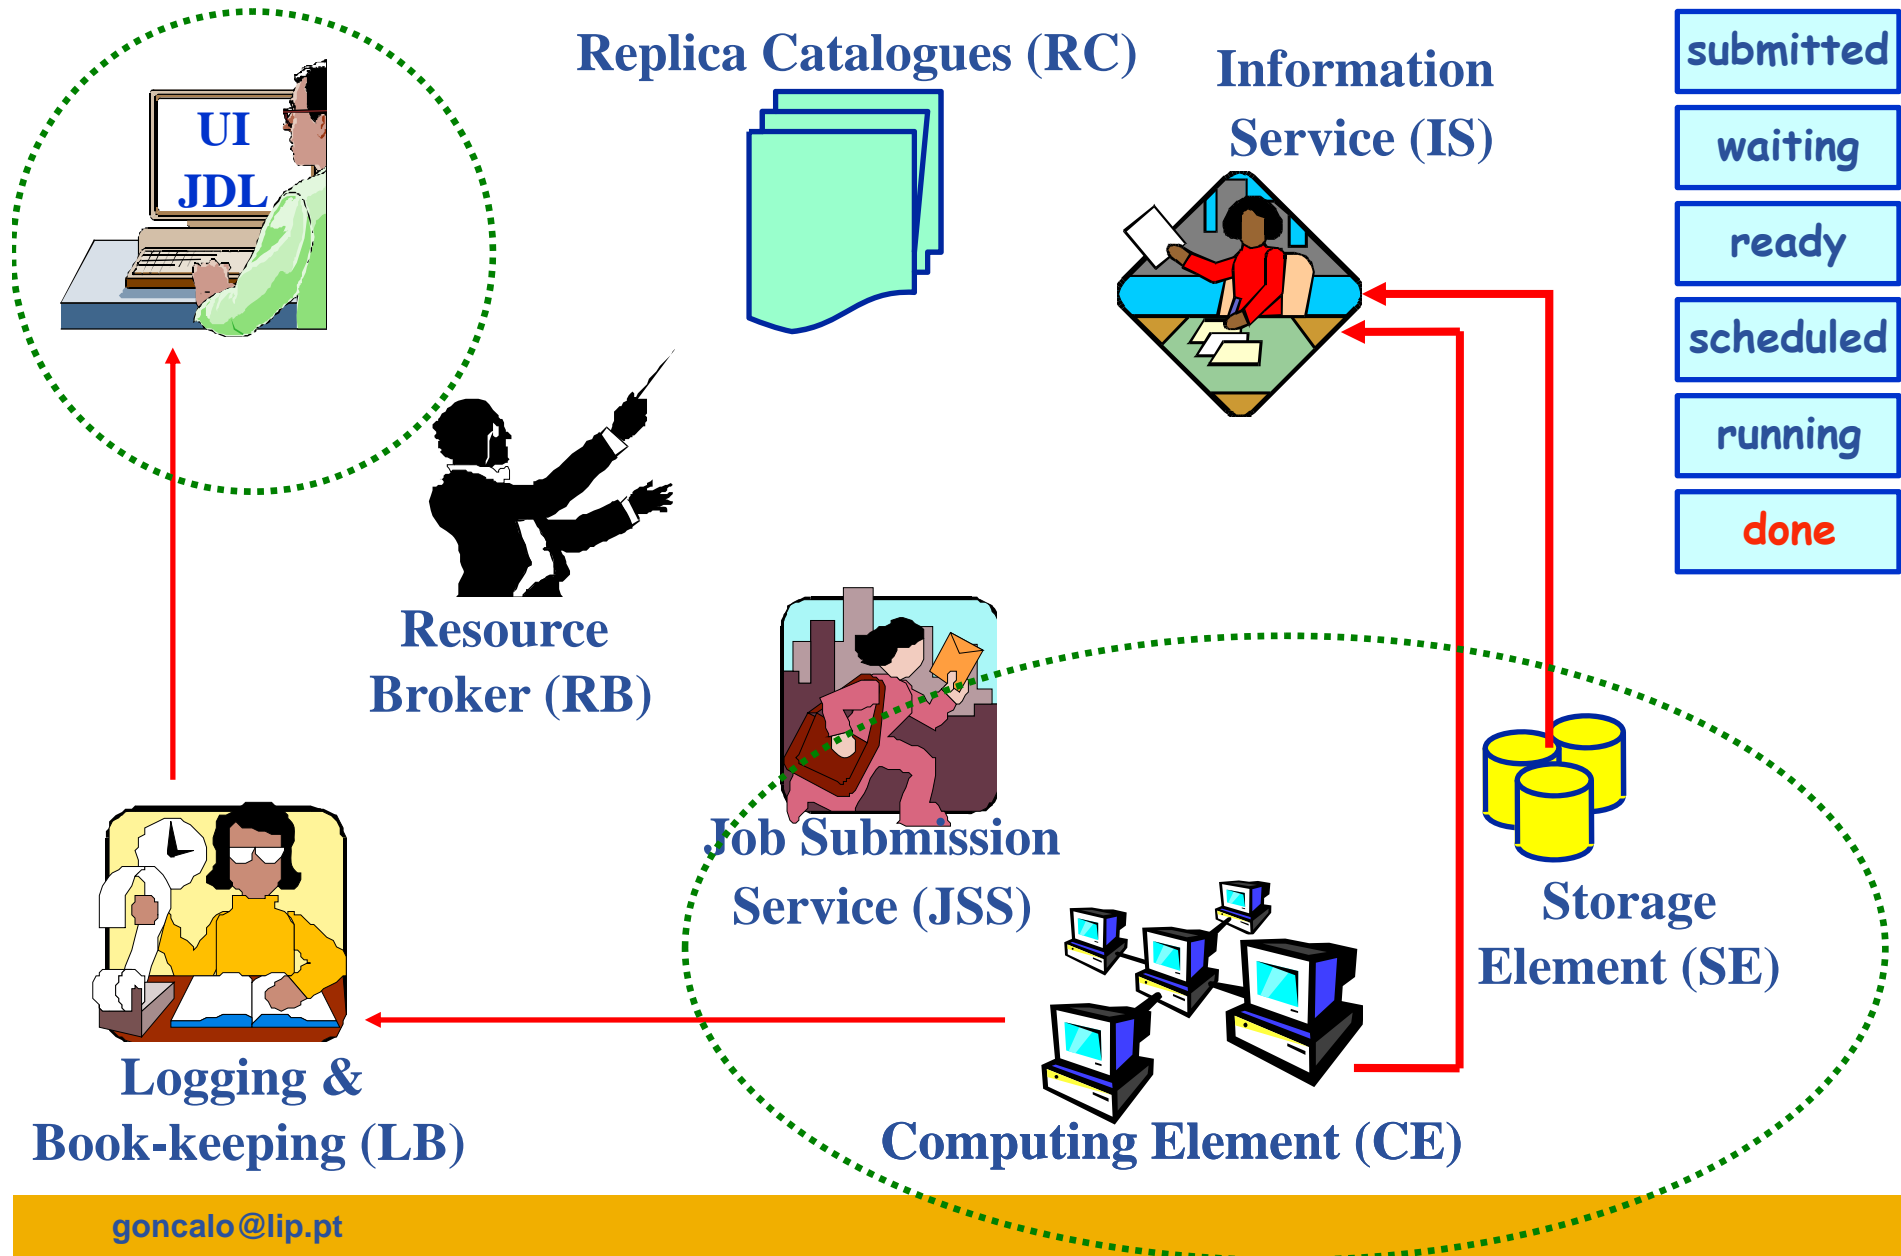 UI
JDL
Replica Catalogues (RC)
Information
Service (IS)
submitted
waiting
ready
scheduled
running
done
Resource
Broker (RB)
Job Submission
Service (JSS)
Storage
Element (SE)
Logging &
Book-keeping (LB)
Computing Element (CE)
goncalo@lip.pt